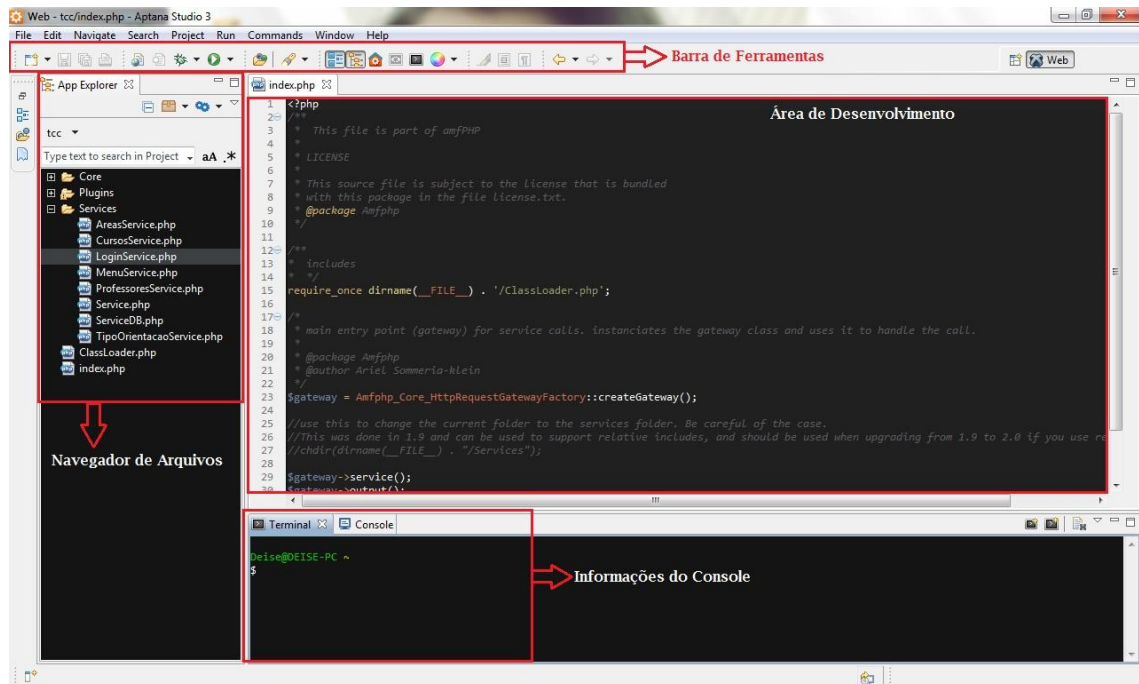 Web - tcc/index.php - Aptana Studio 3
File Edit Navigate Search Project Run Commands Window Help
Barra de Ferramentas
Web
App Explorer
index.php
tcc
Type text to search in Project aA .*
Core
Plugins
Services
AreasService.php
CursosService.php
LoginService.php
MenuService.php
ProfessoresService.php
Service.php
ServiceDB.php
TipoOrientacaoService.php
ClassLoader.php
index.php
Navegador de Arquivos
Área de Desenvolvimento
1 <?php
2 /**
3 * This file is part of amfPHP
4 *
5 * LICENSE
6 *
7 * This source file is subject to the license that is bundled
8 * with this package in the file license.txt.
9 * @package Amfphp
10 */
11
12 /**
13 * includes
14 * */
15 require_once dirname(__FILE__) . '/ClassLoader.php';
16
17 /*
18 * main entry point (gateway) for service calls. instanciates the gateway class and uses it to handle the call.
19 *
20 * @package Amfphp
21 * @author Ariel Sommeria-klein
22 */
23 $gateway = Amfphp_Core_HttpRequestGatewayFactory::createGateway();
24
25 //use this to change the current folder to the services folder. Be careful of the case.
26 //This was done in 1.9 and can be used to support relative includes, and should be used when upgrading from 1.9 to 2.0 if you use re
27 //chdir(dirname(__FILE__) . "/Services");
28
29 $gateway->service();
30 $gateway->output();
Terminal Console
Deise@DEISE-PC ~
$
Informações do Console